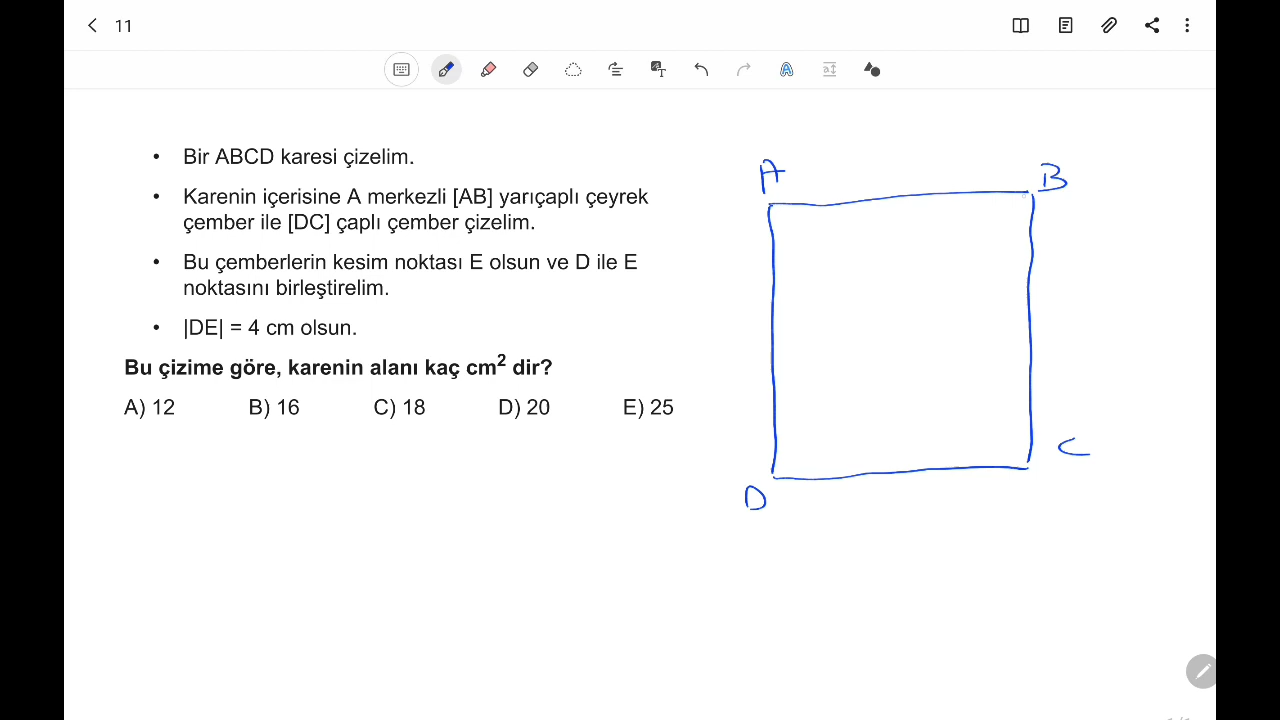 11
A
B
• Bir ABCD karesi çizelim.
• Karenin içerisine A merkezli [AB] yarıçaplı çeyrek
çember ile [DC] çaplı çember çizelim.
• Bu çemberlerin kesim noktası E olsun ve D ile E
noktasını birleştirelim.
• |DE| = 4 cm olsun.
Bu çizime göre, karenin alanı kaç cm² dir?
A) 12 B) 16 C) 18 D) 20 E) 25
C
D